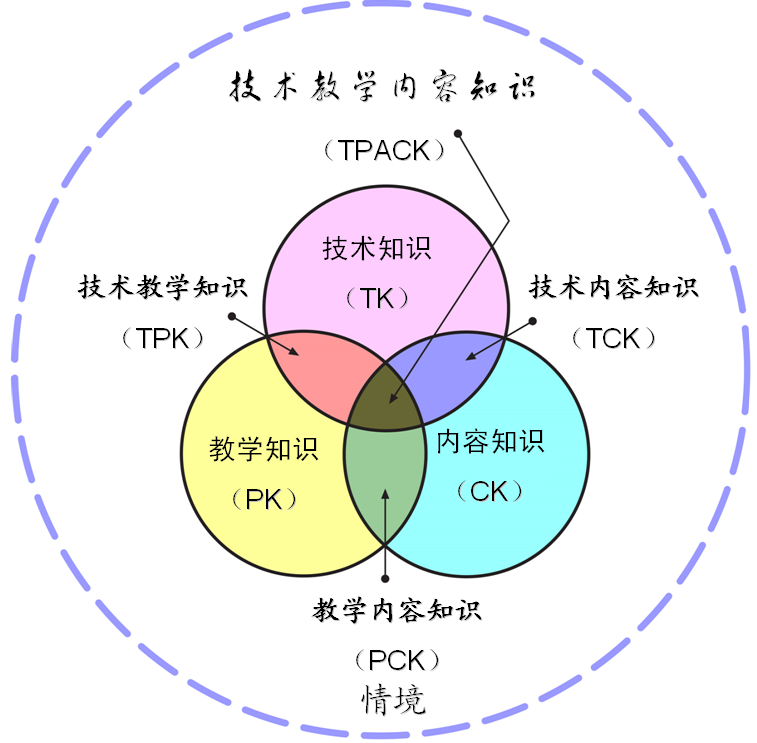 技术教学内容知识
（TPACK）
技术知识
（TK）
技术教学知识
（TPK）
技术内容知识
（TCK）
教学知识
（PK）
内容知识
（CK）
教学内容知识
（PCK）
情境